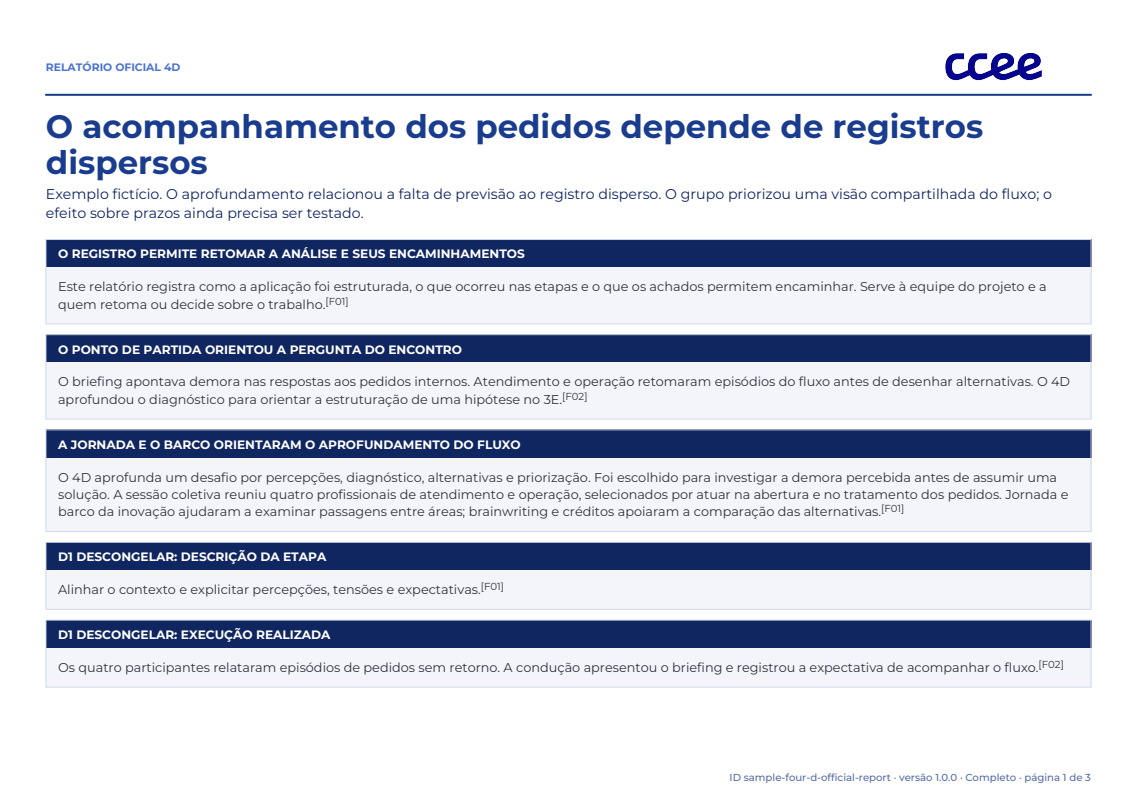 RELATÓRIO OFICIAL 4D
ccee
O acompanhamento dos pedidos depende de registros
dispersos
Exemplo fictício. O aprofundamento relacionou a falta de previsão ao registro disperso. O grupo priorizou uma visão compartilhada do fluxo; o
efeito sobre prazos ainda precisa ser testado.
O REGISTRO PERMITE RETOMAR A ANÁLISE E SEUS ENCAMINHAMENTOS
Este relatório registra como a aplicação foi estruturada, o que ocorreu nas etapas e o que os achados permitem encaminhar. Serve à equipe do projeto e a
quem retoma ou decide sobre o trabalho.[F01]
O PONTO DE PARTIDA ORIENTOU A PERGUNTA DO ENCONTRO
O briefing apontava demora nas respostas aos pedidos internos. Atendimento e operação retomaram episódios do fluxo antes de desenhar alternativas. O 4D
aprofundou o diagnóstico para orientar a estruturação de uma hipótese no 3E.[F02]
A JORNADA E O BARCO ORIENTARAM O APROFUNDAMENTO DO FLUXO
O 4D aprofunda um desafio por percepções, diagnóstico, alternativas e priorização. Foi escolhido para investigar a demora percebida antes de assumir uma
solução. A sessão coletiva reuniu quatro profissionais de atendimento e operação, selecionados por atuar na abertura e no tratamento dos pedidos. Jornada e
barco da inovação ajudaram a examinar passagens entre áreas; brainwriting e créditos apoiaram a comparação das alternativas.[F01]
D1 DESCONGELAR: DESCRIÇÃO DA ETAPA
Alinhar o contexto e explicitar percepções, tensões e expectativas.[F01]
D1 DESCONGELAR: EXECUÇÃO REALIZADA
Os quatro participantes relataram episódios de pedidos sem retorno. A condução apresentou o briefing e registrou a expectativa de acompanhar o fluxo.[F02]
ID sample-four-d-official-report · versão 1.0.0 · Completo · página 1 de 3